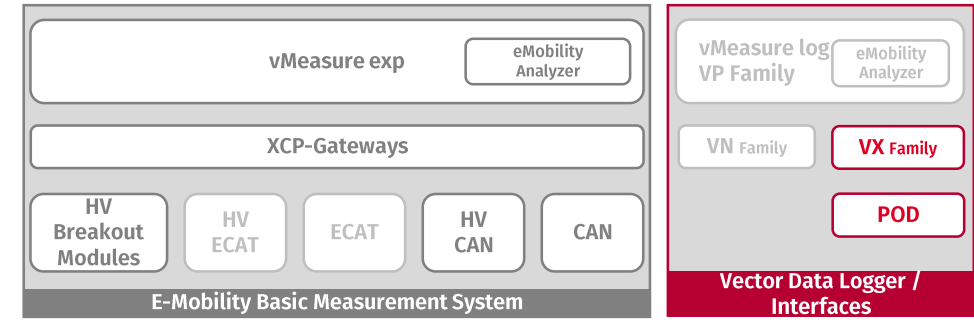 vMeasure exp
eMobility
Analyzer
XCP-Gateways
HV
Breakout
Modules
HV
ECAT
ECAT
HV
CAN
CAN
E-Mobility Basic Measurement System
vMeasure log
VP Family
eMobility
Analyzer
VN Family
VX Family
POD
Vector Data Logger /
Interfaces